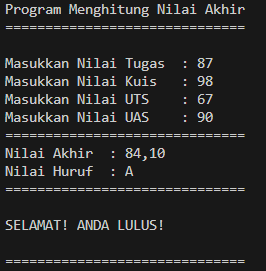 Program Menghitung Nilai Akhir
==============================
Masukkan Nilai Tugas  : 87
Masukkan Nilai Kuis   : 98
Masukkan Nilai UTS    : 67
Masukkan Nilai UAS    : 90
==============================
Nilai Akhir  : 84,10
Nilai Huruf  : A
==============================
SELAMAT! ANDA LULUS!
==============================